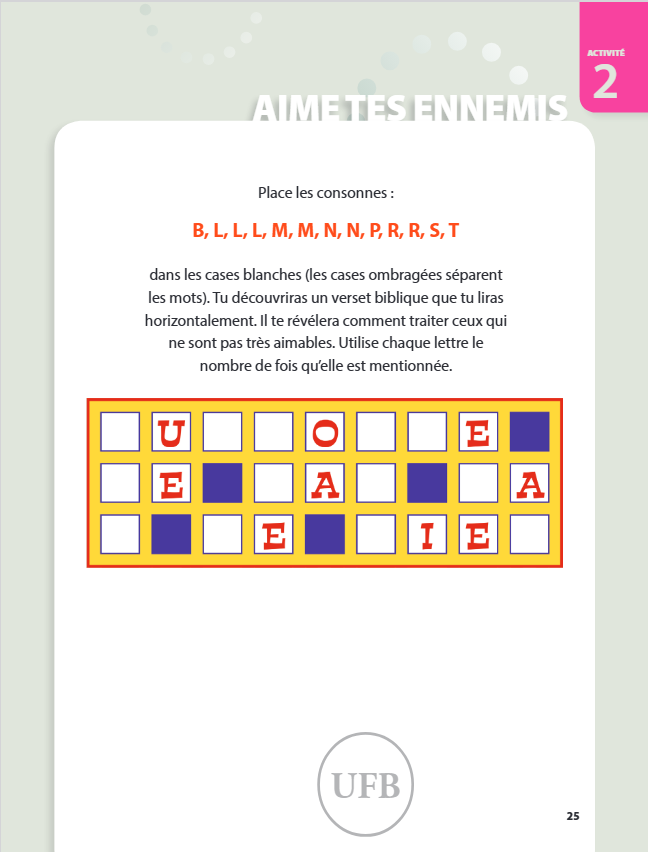 ACTIVITÉ
2
AIME TES ENNEMIS
Place les consonnes :
B, L, L, L, M, M, N, N, P, R, R, S, T
dans les cases blanches (les cases ombragées séparent
les mots). Tu découvriras un verset biblique que tu liras
horizontalement. Il te révélera comment traiter ceux qui
ne sont pas très aimables. Utilise chaque lettre le
nombre de fois qu'elle est mentionnée.
U O E
E A A
E I E
UFB
25